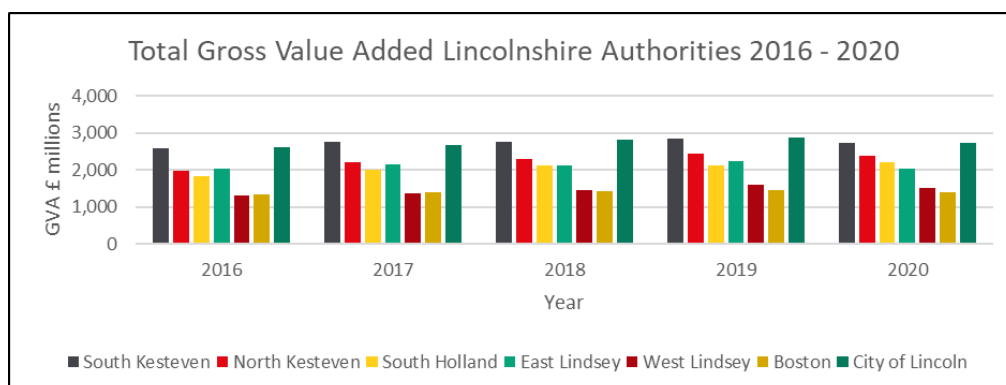 Total Gross Value Added Lincolnshire Authorities 2016 - 2020
GVA £ millions
4,000
3,000
2,000
1,000
0
2016 2017 2018 2019 2020
Year
South Kesteven North Kesteven South Holland East Lindsey West Lindsey Boston City of Lincoln